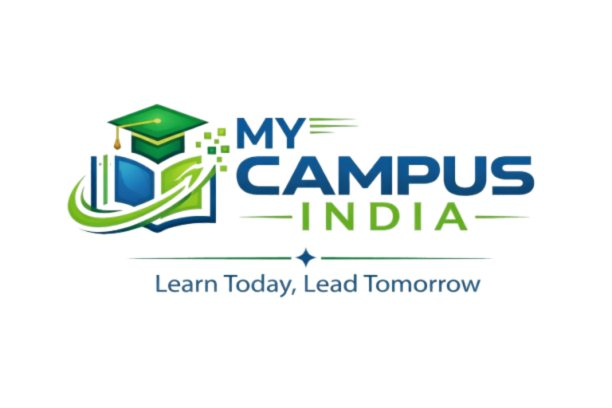 MY
CAMPUS
INDIA
Learn Today, Lead Tomorrow